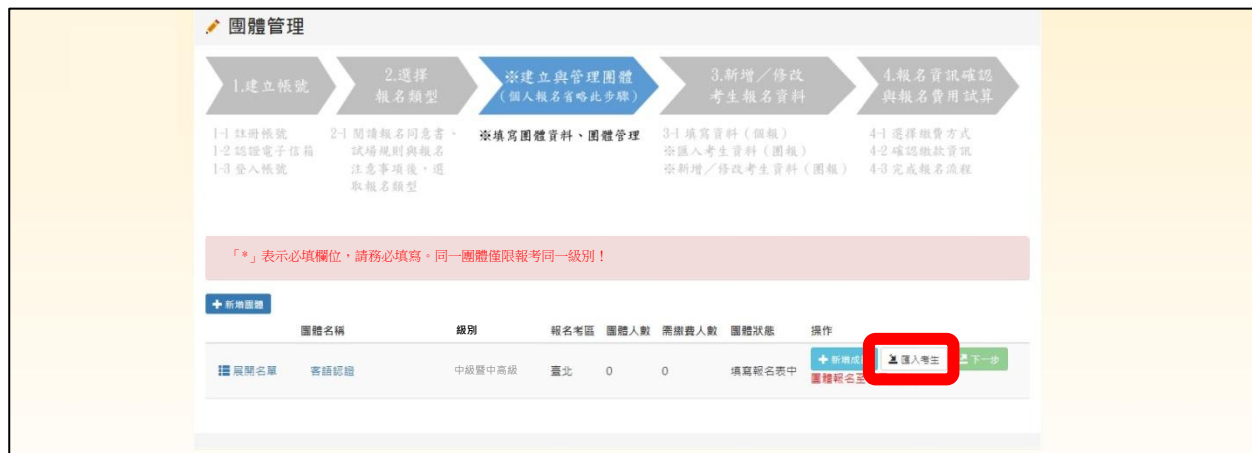 團體管理
1.建立帳號
2.選擇
報名類型
※建立與管理團體
(個人報名省略此步驟)
3.新增／修改
考生報名資料
4.報名資訊確認
與報名費用試算
1-1 註冊帳號
1-2 認證電子信箱
1-3 登入帳號
2-1 閱讀報名同意書、
試場規則與報名
注意事項後，選
取報名類型
※填寫團體資料、團體管理
3-1 填寫資料（個報）
※匯入考生資料（團報）
※新增／修改考生資料（團報）
4-1 選擇繳費方式
4-2 確認繳款資訊
4-3 完成報名流程
「*」表示必填欄位，請務必填寫。同一團體僅限報考同一級別！
新增團體
團體名稱 級別 報名考區 團體人數 需繳費人數 團體狀態 操作
展開名單 客語認證 中級暨中高級 臺北 0 0 填寫報名表中 新增成 匯入考生 下一步
團體報名至